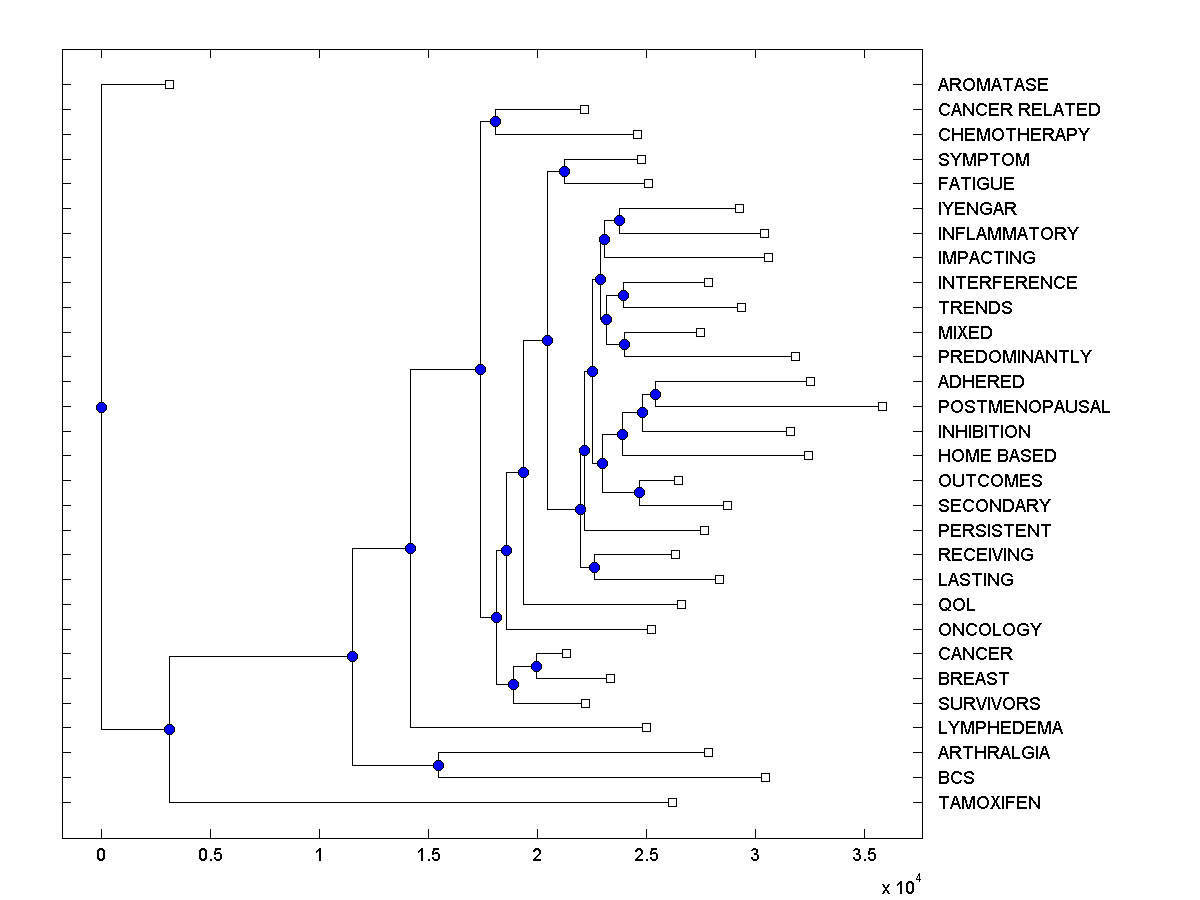 AROMATASE
CANCER RELATED
CHEMOTHERAPY
SYMPTOM
FATIGUE
IYENGAR
INFLAMMATORY
IMPACTING
INTERFERENCE
TRENDS
MIXED
PREDOMINANTLY
ADHERED
POSTMENOPAUSAL
INHIBITION
HOME BASED
OUTCOMES
SECONDARY
PERSISTENT
RECEIVING
LASTING
QOL
ONCOLOGY
CANCER
BREAST
SURVIVORS
LYMPHEDEMA
ARTHRALGIA
BCS
TAMOXIFEN
0 0.5 1 1.5 2 2.5 3 3.5
x 10^4